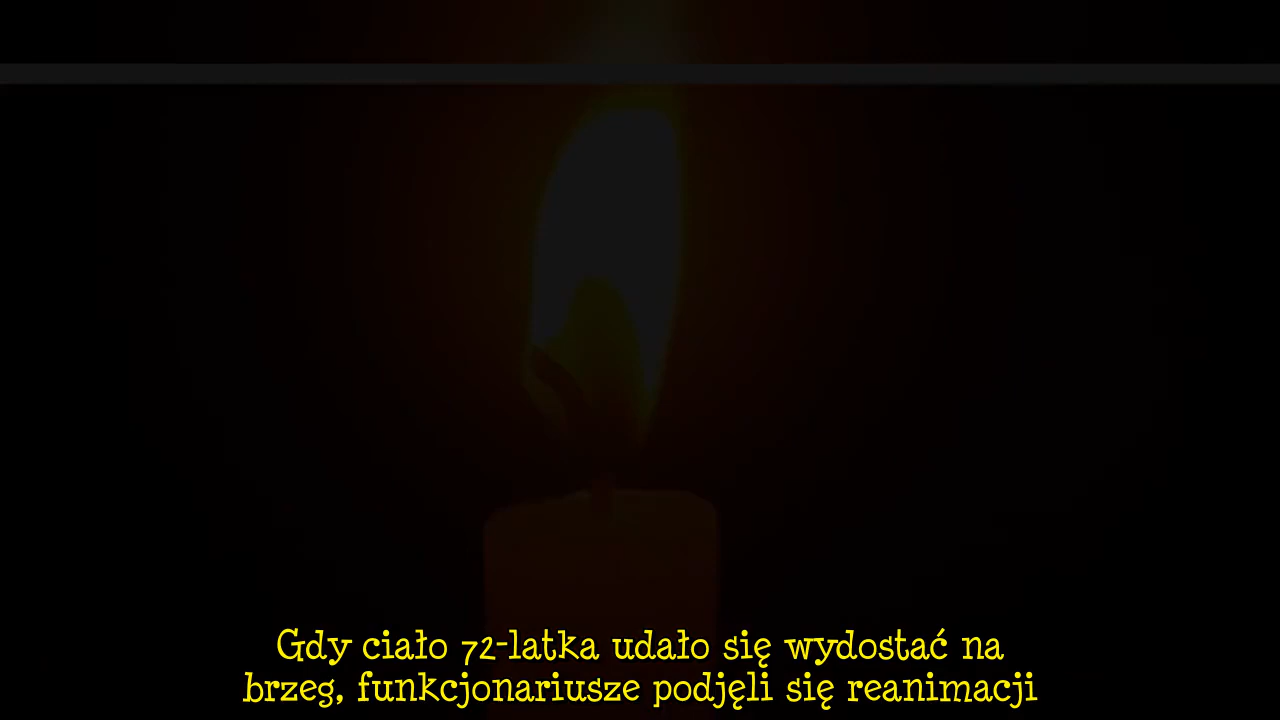 Gdy ciało 72-latka udało się wydostać na
brzeg, funkcjonariusze podjęli się reanimacji